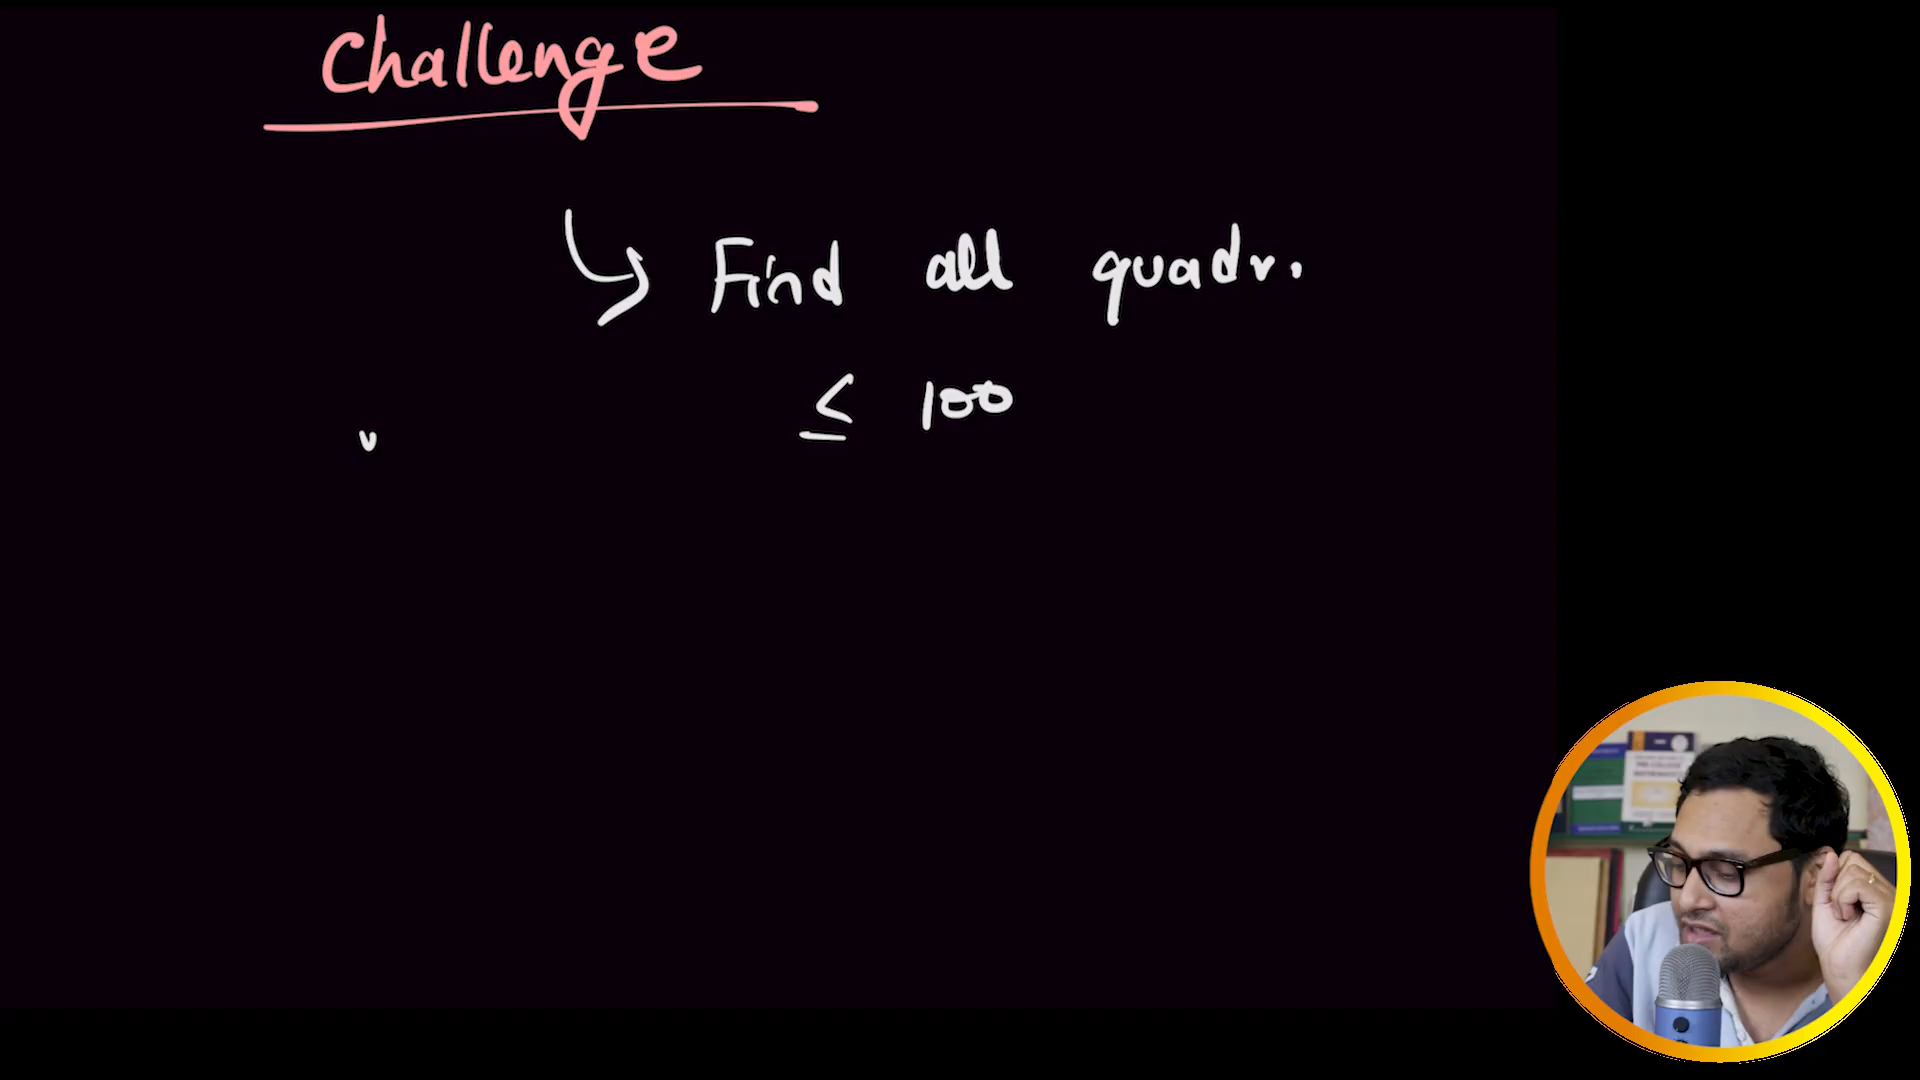 Challenge
↳ Find all quadr.
≤ 100